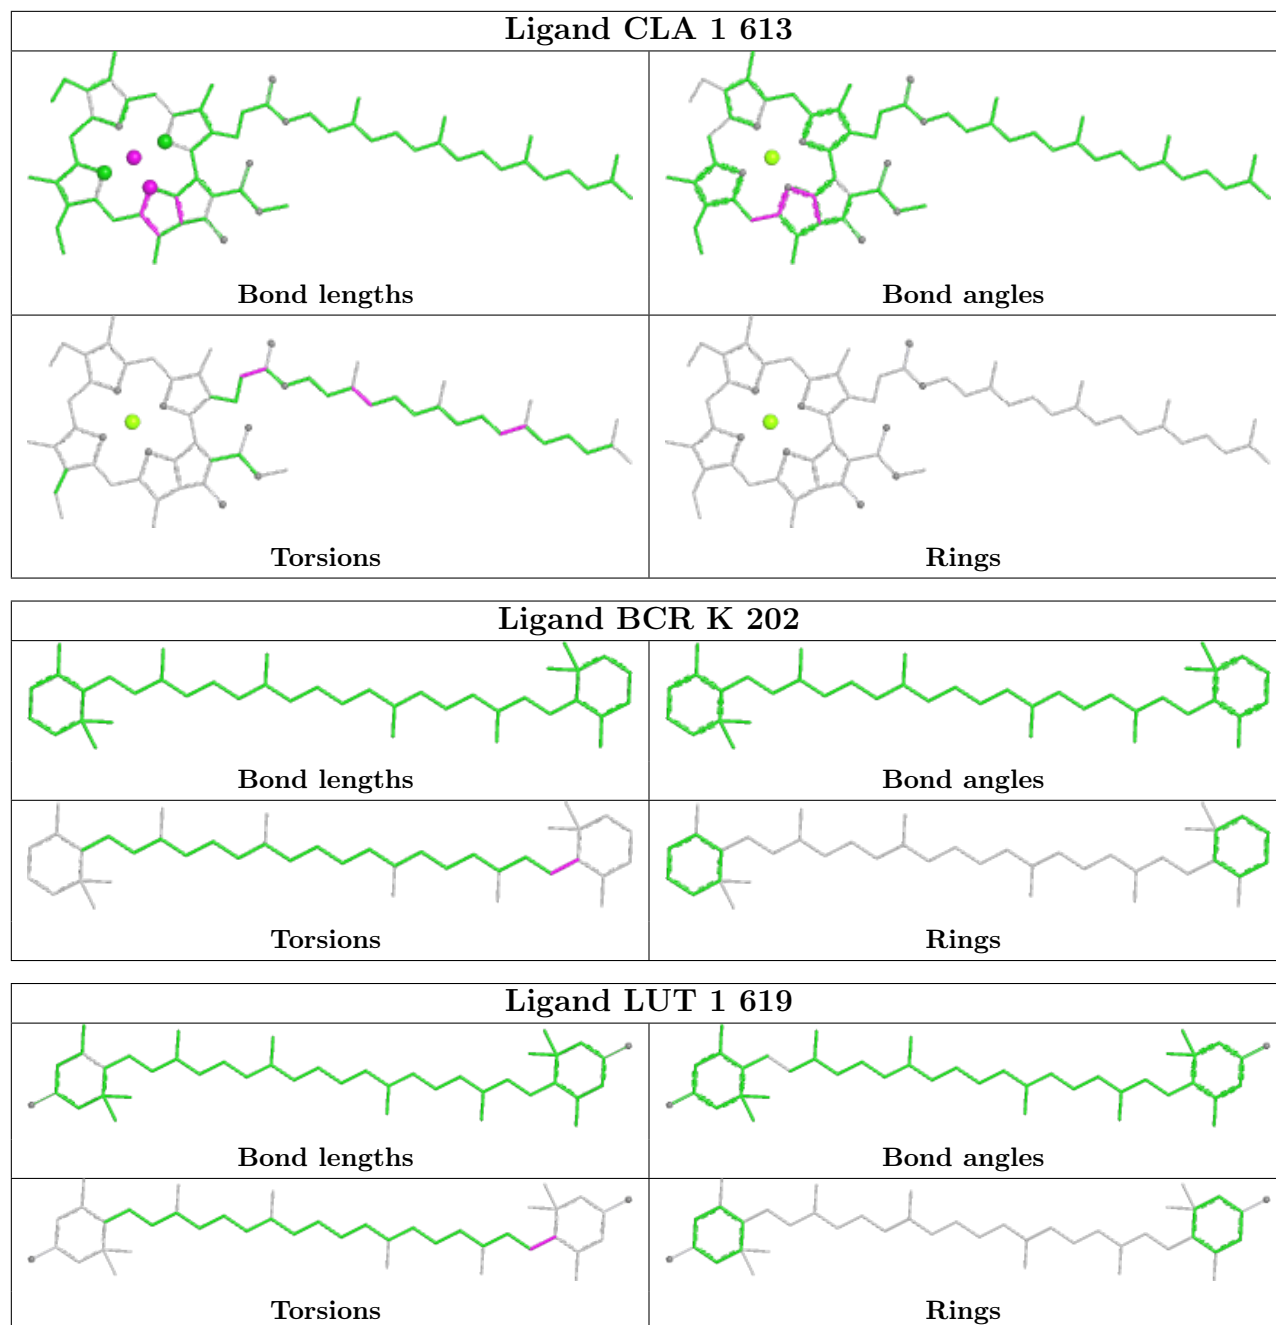 Ligand CLA 1 613
Bond lengths
Bond angles
Torsions
Rings
Ligand BCR K 202
Bond lengths
Bond angles
Torsions
Rings
Ligand LUT 1 619
Bond lengths
Bond angles
Torsions
Rings